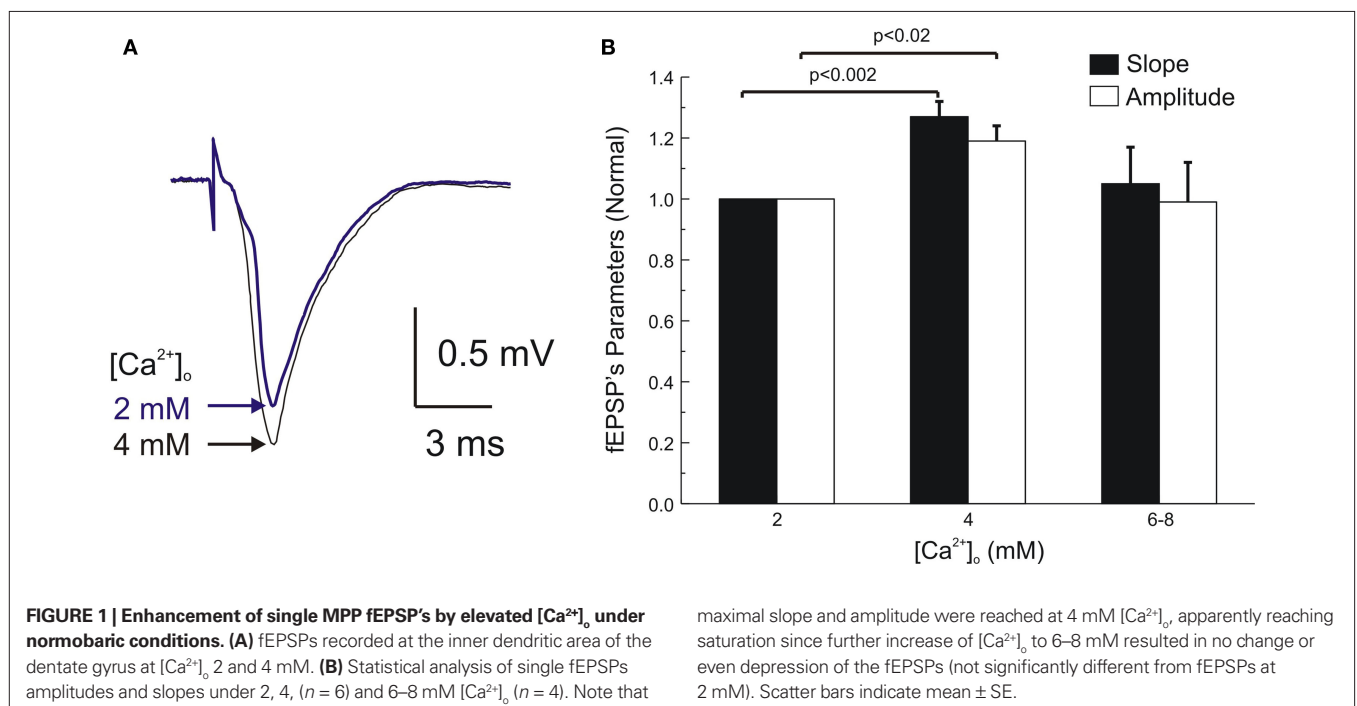 A
[Ca²⁺]ₒ
2 mM
4 mM
0.5 mV
3 ms
B
p<0.02
p<0.002
Slope
Amplitude
fEPSP's Parameters (Normal)
1.4
1.2
1.0
0.8
0.6
0.4
0.2
0.0
2
4
6-8
[Ca²⁺]ₒ (mM)
FIGURE 1 | Enhancement of single MPP fEPSP's by elevated [Ca²⁺]ₒ under
normobaric conditions. (A) fEPSPs recorded at the inner dendritic area of the
dentate gyrus at [Ca²⁺]ₒ 2 and 4 mM. (B) Statistical analysis of single fEPSPs
amplitudes and slopes under 2, 4, (n = 6) and 6–8 mM [Ca²⁺]ₒ (n = 4). Note that
maximal slope and amplitude were reached at 4 mM [Ca²⁺]ₒ, apparently reaching
saturation since further increase of [Ca²⁺]ₒ to 6–8 mM resulted in no change or
even depression of the fEPSPs (not significantly different from fEPSPs at
2 mM). Scatter bars indicate mean ± SE.